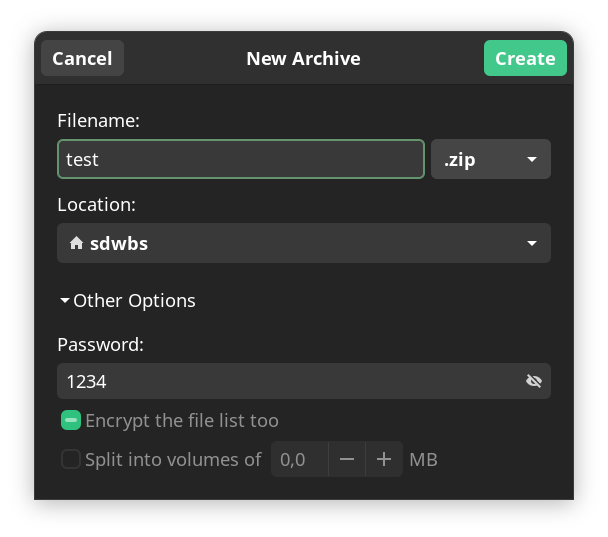 Cancel New Archive Create
Filename:
test .zip
Location:
sdwbs
Other Options
Password:
1234
Encrypt the file list too
Split into volumes of 0,0 MB